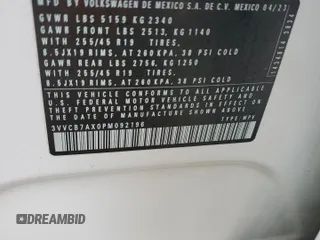 BY VOLKSWAGEN DE MEXICO S.A. DE C.V. MEXICO 04/23
GVWR LBS 5159 KG 2340
GAWR FRONT LBS 2513, KG 1140
WITH 255/45 R19 TIRES,
8.5JX19 RIMS, AT 260 KPA, 38 PSI COLD
GAWR REAR LBS 2756, KG 1250
WITH 255/45 R19 TIRES,
8.5JX19 RIMS, AT 260 KPA, 38 PSI COLD
THIS VEHICLE CONFORMS TO ALL APPLICABLE
FEDERAL MOTOR VEHICLE SAFETY AND
THEFT PREVENTION STANDARDS IN EFFECT
ON THE DATE OF MANUFACTURE SHOWN ABOVE.
3VVCB7AX0PM092196
TYPE: MPV
DREAMBID